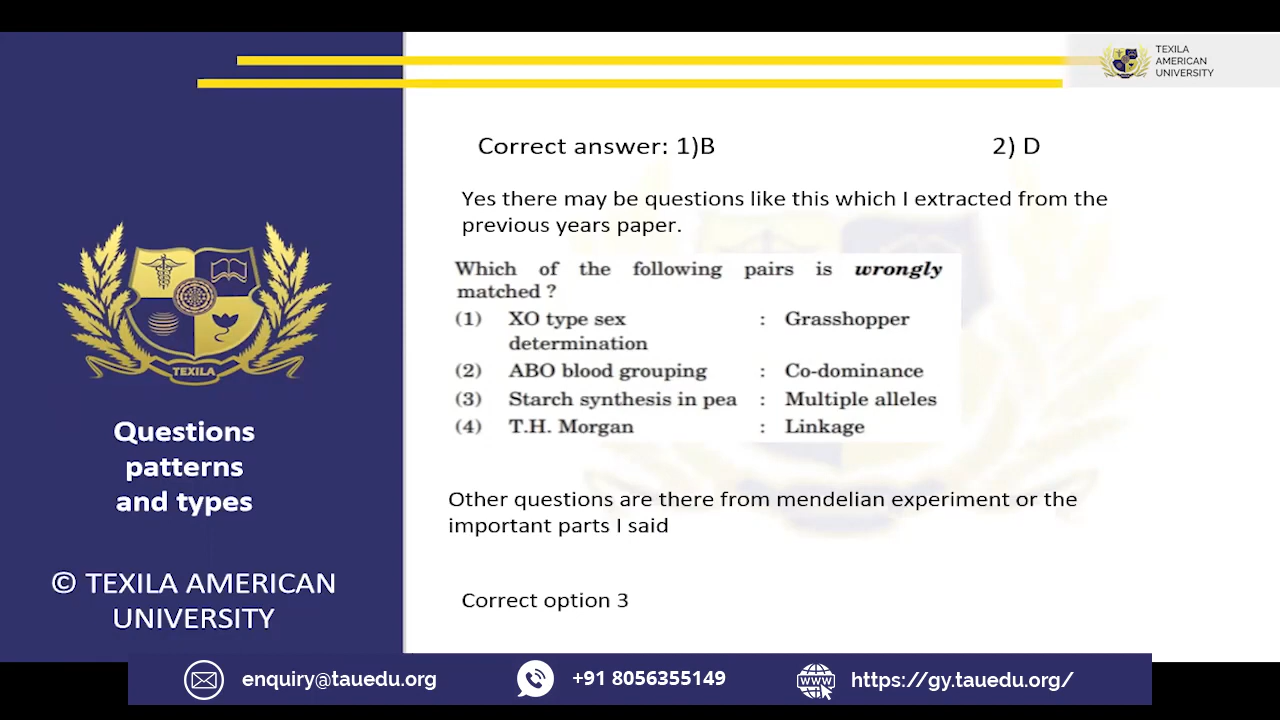 TEXILA
AMERICAN
UNIVERSITY
Correct answer: 1)B 2) D
Yes there may be questions like this which I extracted from the
previous years paper.
Which of the following pairs is wrongly
matched ?
(1) XO type sex : Grasshopper
determination
(2) ABO blood grouping : Co-dominance
(3) Starch synthesis in pea : Multiple alleles
(4) T.H. Morgan : Linkage
Other questions are there from mendelian experiment or the
important parts I said
Correct option 3
TEXILA
Questions
patterns
and types
© TEXILA AMERICAN
UNIVERSITY
enquiry@tauedu.org +91 8056355149 www https://gy.tauedu.org/